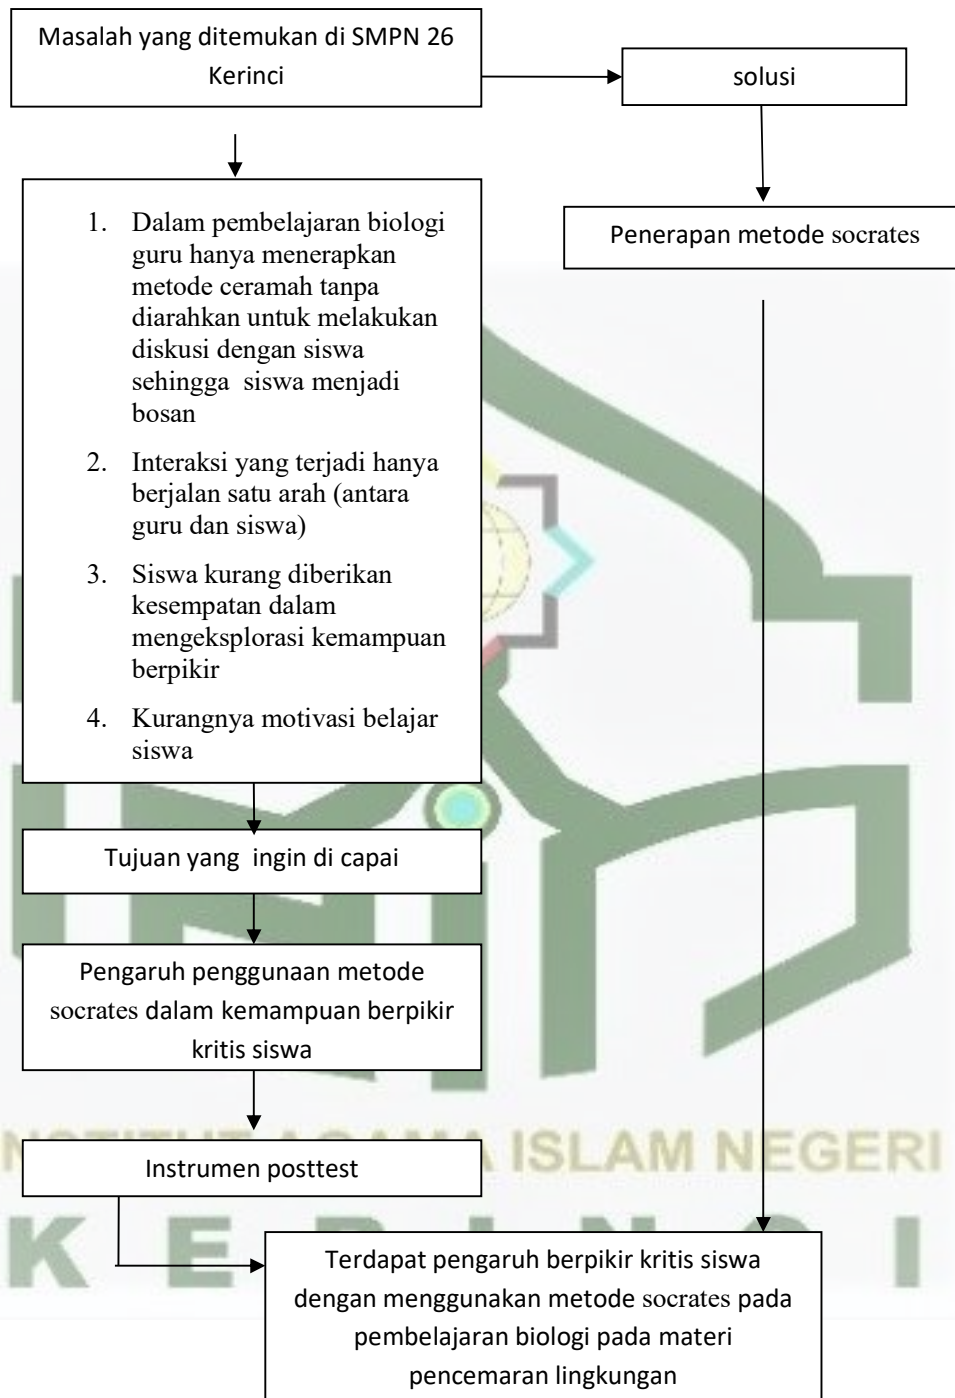 Masalah yang ditemukan di SMPN 26
Kerinci
solusi
1. Dalam pembelajaran biologi
guru hanya menerapkan
metode ceramah tanpa
diarahkan untuk melakukan
diskusi dengan siswa
sehingga siswa menjadi
bosan
2. Interaksi yang terjadi hanya
berjalan satu arah (antara
guru dan siswa)
3. Siswa kurang diberikan
kesempatan dalam
mengeksplorasi kemampuan
berpikir
4. Kurangnya motivasi belajar
siswa
Penerapan metode socrates
Tujuan yang ingin di capai
Pengaruh penggunaan metode
socrates dalam kemampuan berpikir
kritis siswa
Instrumen posttest
ISLAM NEGERI
Terdapat pengaruh berpikir kritis siswa
dengan menggunakan metode socrates pada
pembelajaran biologi pada materi
pencemaran lingkungan